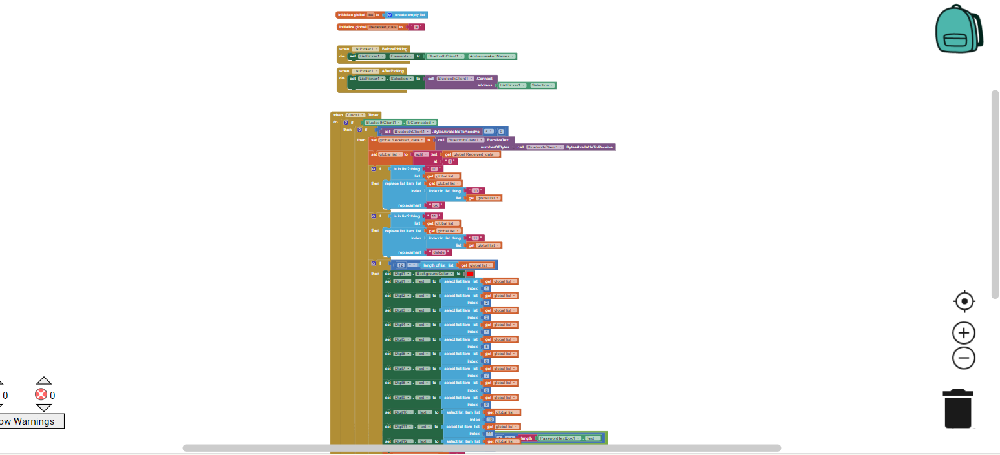 initialize global list to create empty list
initialize global Received_data to " a "
when ListPicker1 .BeforePicking
do set ListPicker1 . Elements to BluetoothClient1 . AddressesAndNames
when ListPicker1 .AfterPicking
do set ListPicker1 . Selection to call BluetoothClient1 .Connect
address ListPicker1 . Selection
when Clock1 .Timer
do if BluetoothClient1 . IsConnected
then if call BluetoothClient1 .BytesAvailableToReceive 0
then set global Received_data to call BluetoothClient1 .ReceiveText
numberOfBytes call BluetoothClient1 .BytesAvailableToReceive
set global list to split text get global Received_data
at " | "
if is in list? thing " 10 "
list get global list
then replace list item list get global list
index index in list thing " 10 "
list get global list
replacement " ok "
if is in list? thing " 11 "
list get global list
then replace list item list get global list
index index in list thing " 11 "
list get global list
replacement " delete "
if 12 = length of list list get global list
then set Digit1 . BackgroundColor to
set Digit1 . Text to select list item list get global list
index 1
set Digit2 . Text to select list item list get global list
index 2
set Digit3 . Text to select list item list get global list
index 3
set Digit4 . Text to select list item list get global list
index 4
set Digit5 . Text to select list item list get global list
index 5
set Digit6 . Text to select list item list get global list
index 6
set Digit7 . Text to select list item list get global list
index 7
set Digit8 . Text to select list item list get global list
index 8
set Digit9 . Text to select list item list get global list
index 9
set Digit10 . Text to select list item list get global list
index 10
set Digit11 . Text to select list item list get global list
index 11
length PasswordTextBox1 . Text
set Digit12 . Text to select list item list get global list
0 0
ow Warnings